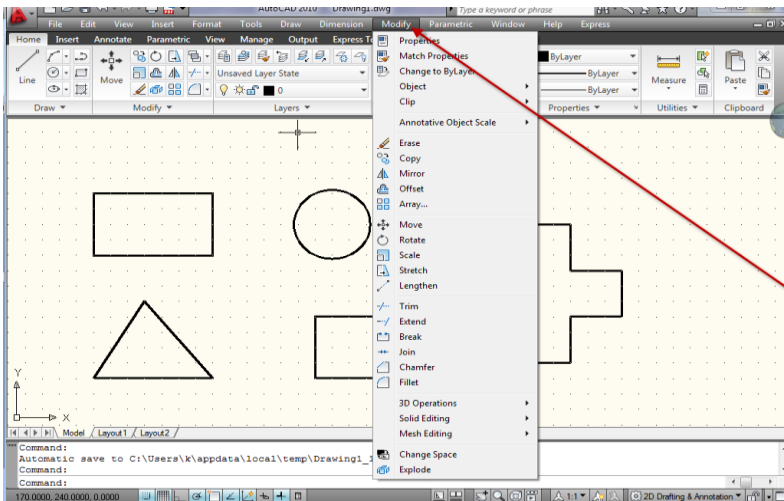 AutoCAD 2010 Drawing1.dwg Type a keyword or phrase
File Edit View Insert Format Tools Draw Dimension Modify Parametric Window Help Express
Home Insert Annotate Parametric View Manage Output Express To
Line
Move
Unsaved Layer State
0
Draw Modify Layers
Properties
Match Properties
Change to ByLayer
Object
Clip
Annotative Object Scale
Erase
Copy
Mirror
Offset
Array...
Move
Rotate
Scale
Stretch
Lengthen
Trim
Extend
Break
Join
Chamfer
Fillet
3D Operations
Solid Editing
Mesh Editing
Change Space
Explode
ByLayer
ByLayer
ByLayer
Measure
Paste
Properties Utilities Clipboard
Y
X
Model Layout1 Layout2
Command:
Automatic save to C:\Users\k\appdata\local\temp\Drawing1_1
Command:
Command:
170.0000, 240.0000, 0.0000 1:1 2D Drafting & Annotation